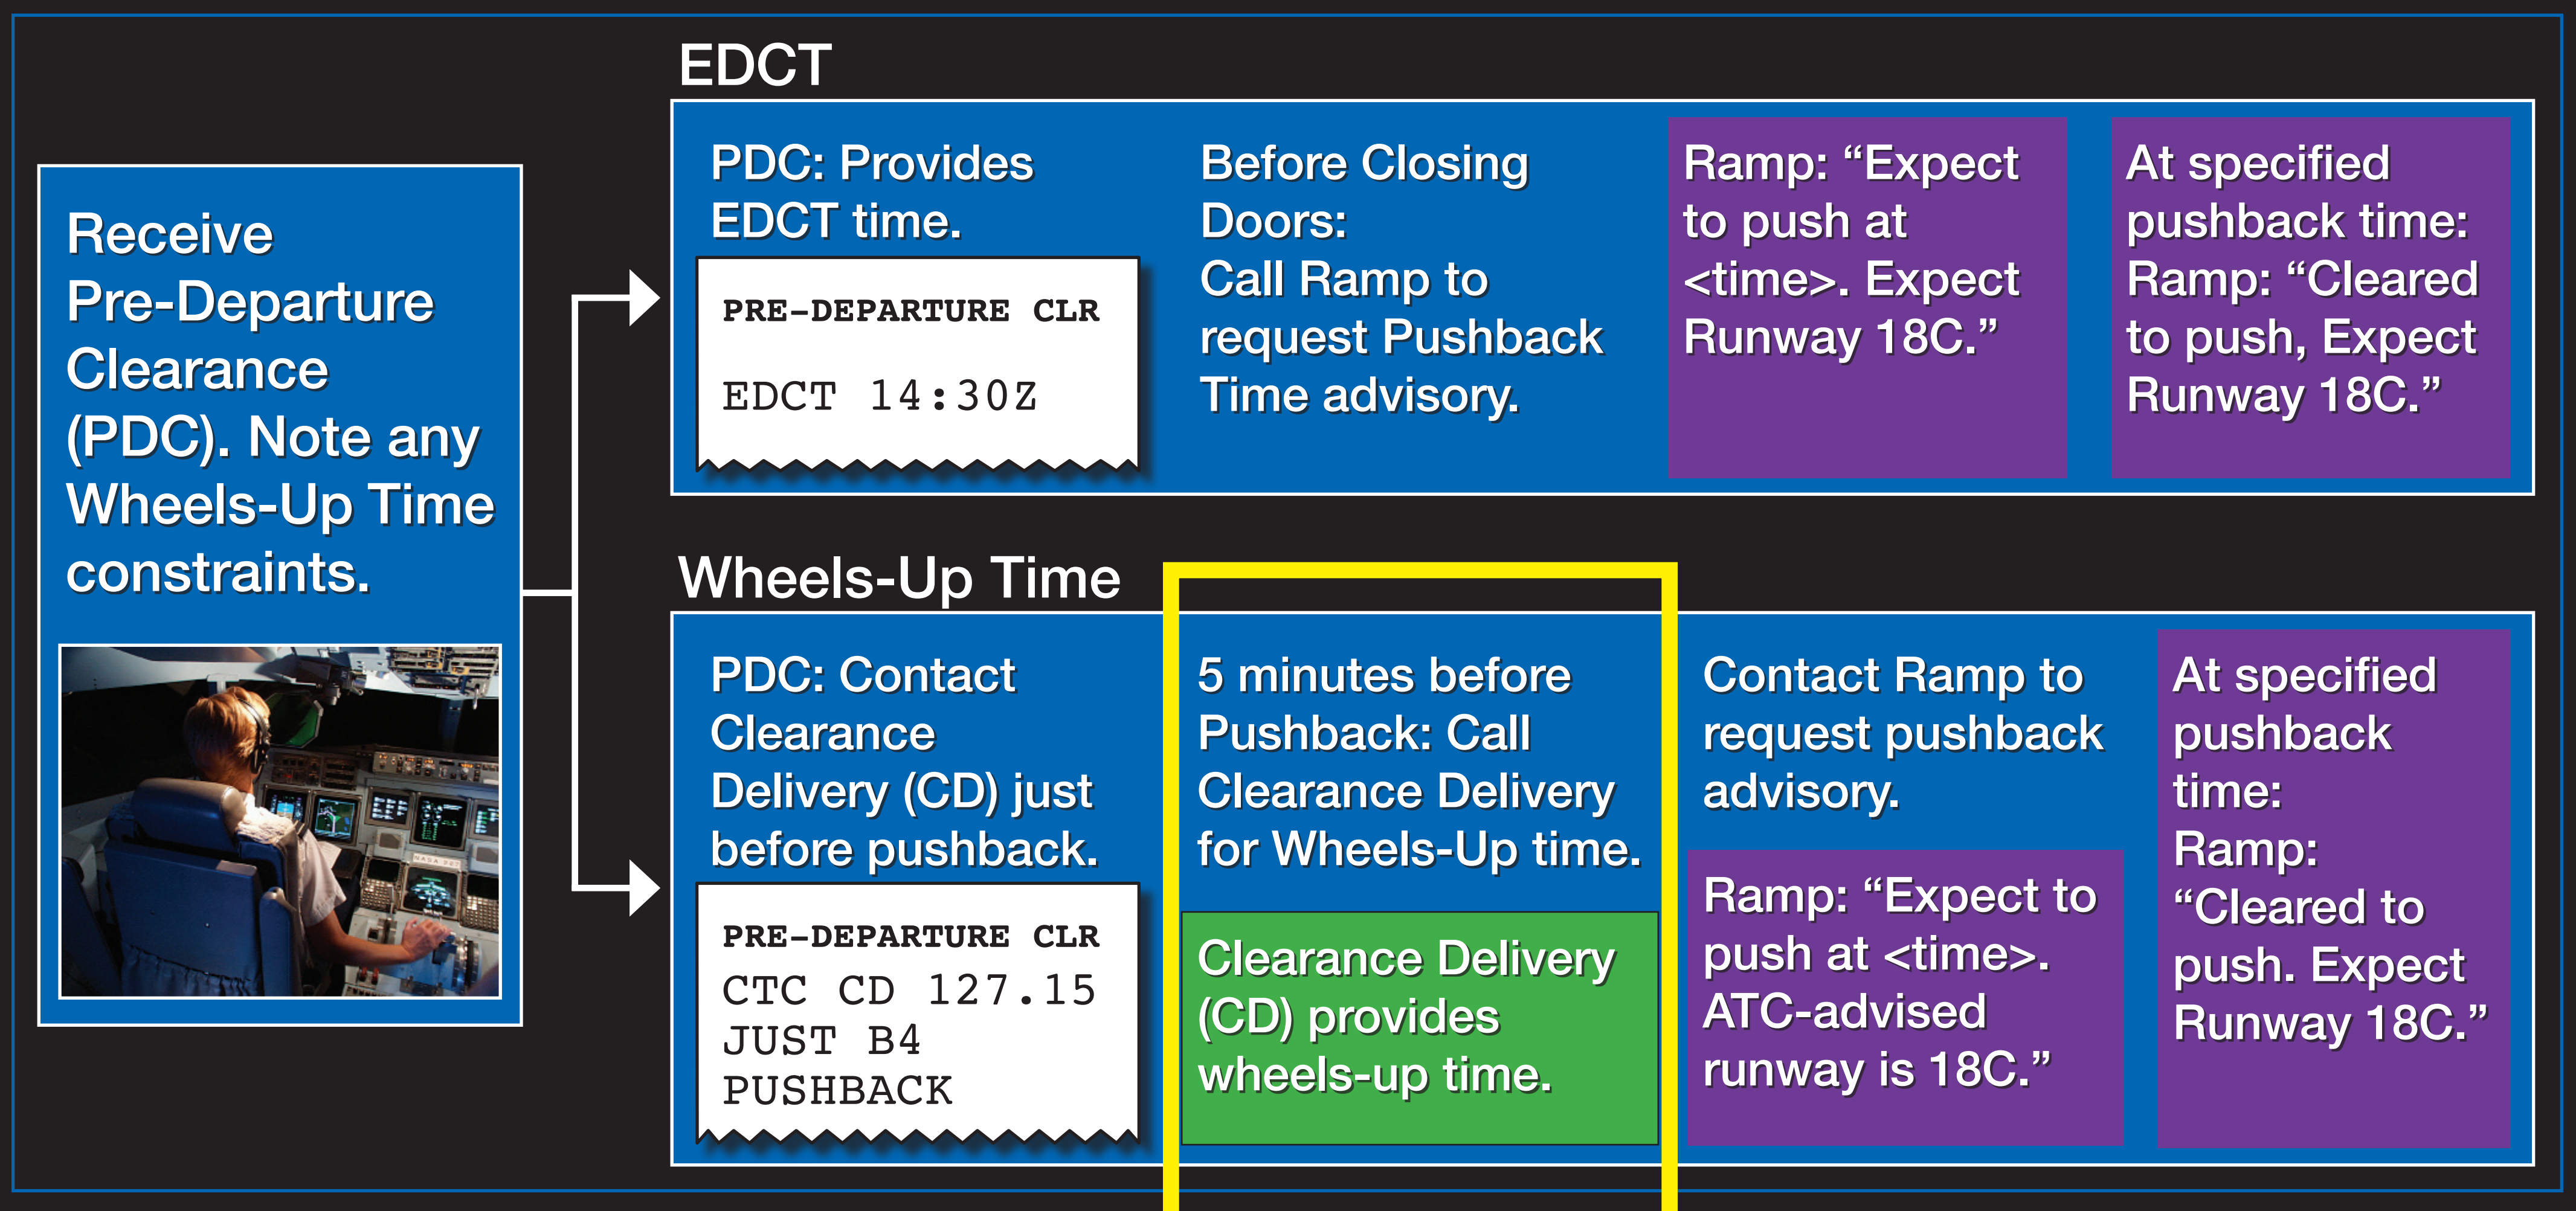 Receive
Pre-Departure
Clearance
(PDC). Note any
Wheels-Up Time
constraints.
EDCT
PDC: Provides
EDCT time.
PRE-DEPARTURE CLR
EDCT 14:30Z
Before Closing
Doors:
Call Ramp to
request Pushback
Time advisory.
Ramp: “Expect
to push at
<time>. Expect
Runway 18C.”
At specified
pushback time:
Ramp: “Cleared
to push, Expect
Runway 18C.”
Wheels-Up Time
PDC: Contact
Clearance
Delivery (CD) just
before pushback.
PRE-DEPARTURE CLR
CTC CD 127.15
JUST B4
PUSHBACK
5 minutes before
Pushback: Call
Clearance Delivery
for Wheels-Up time.
Clearance Delivery
(CD) provides
wheels-up time.
Contact Ramp to
request pushback
advisory.
Ramp: “Expect to
push at <time>.
ATC-advised
runway is 18C.”
At specified
pushback
time:
Ramp:
“Cleared to
push. Expect
Runway 18C.”